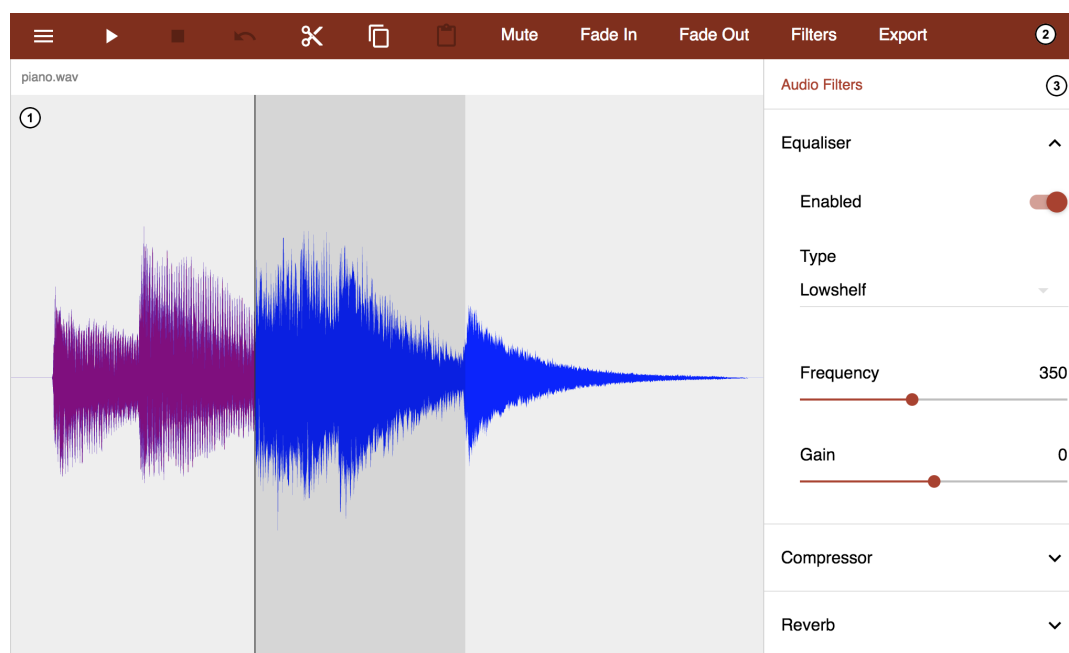 Mute Fade In Fade Out Filters Export 2
piano.wav
Audio Filters 3
1
Equaliser
Enabled
Type
Lowshelf
Frequency 350
Gain 0
Compressor
Reverb